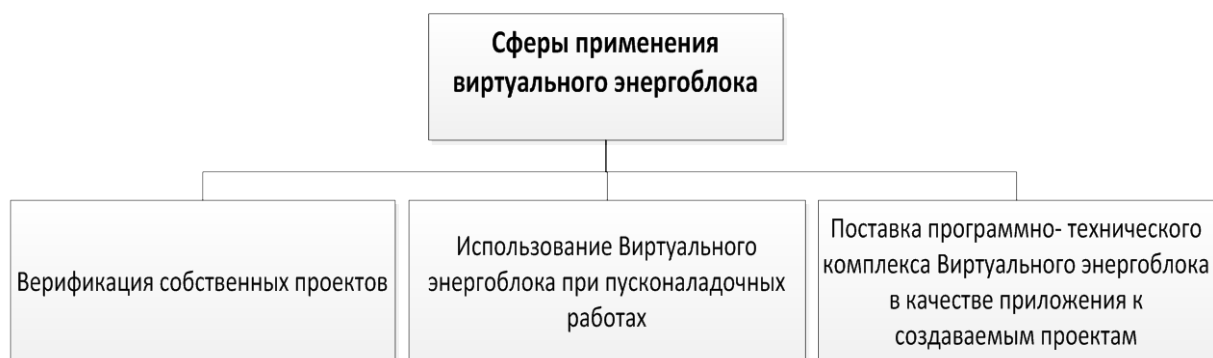 Сферы применения
виртуального энергоблока
Верификация собственных проектов
Использование Виртуального
энергоблока при пусконаладочных
работах
Поставка программно- технического
комплекса Виртуального энергоблока
в качестве приложения к
создаваемым проектам